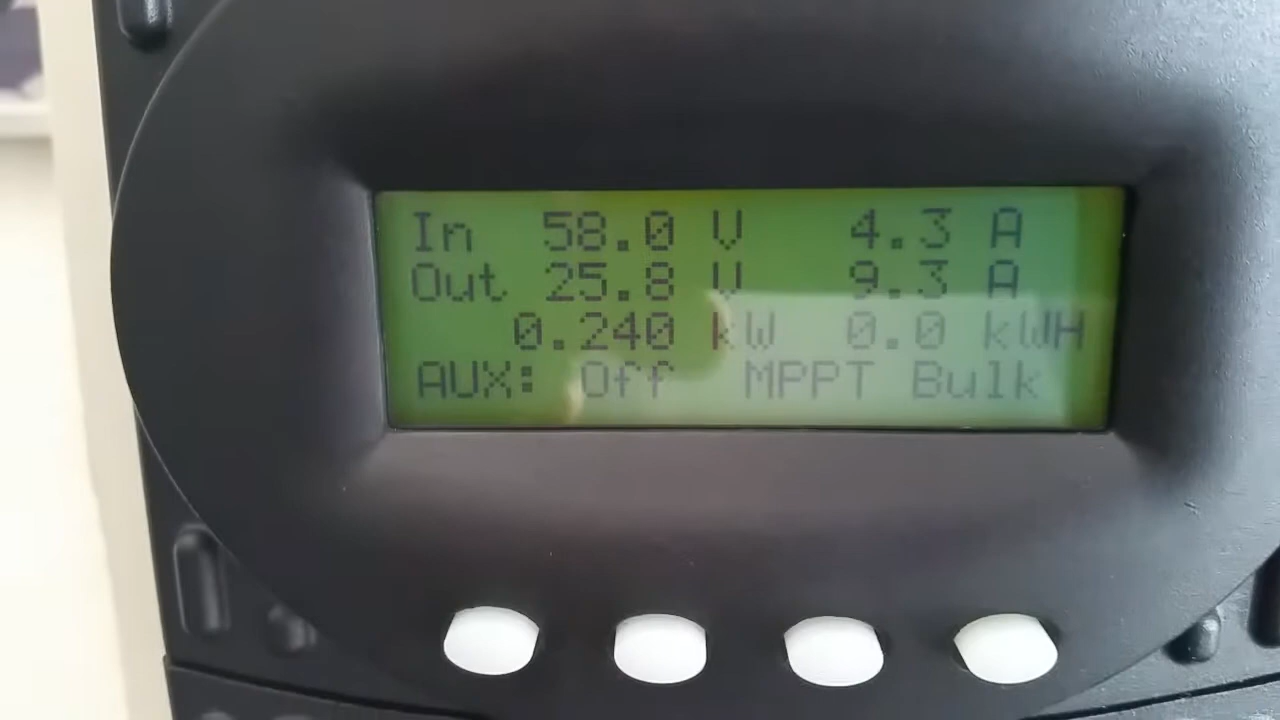 In 58.0 V 4.3 A
Out 25.8 V 9.3 A
0.240 kW 0.0 kWH
AUX: Off MPPT Bulk